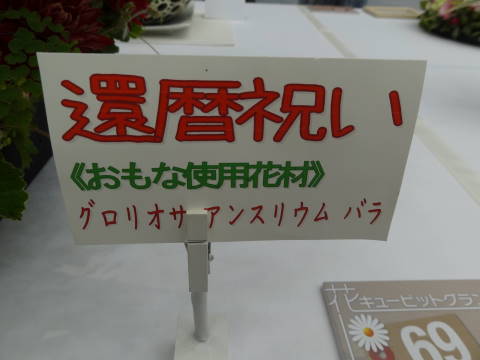 還暦祝い
《おもな使用花材》
グロリオサ アンスリウム バラ
花キューピットグラン
69